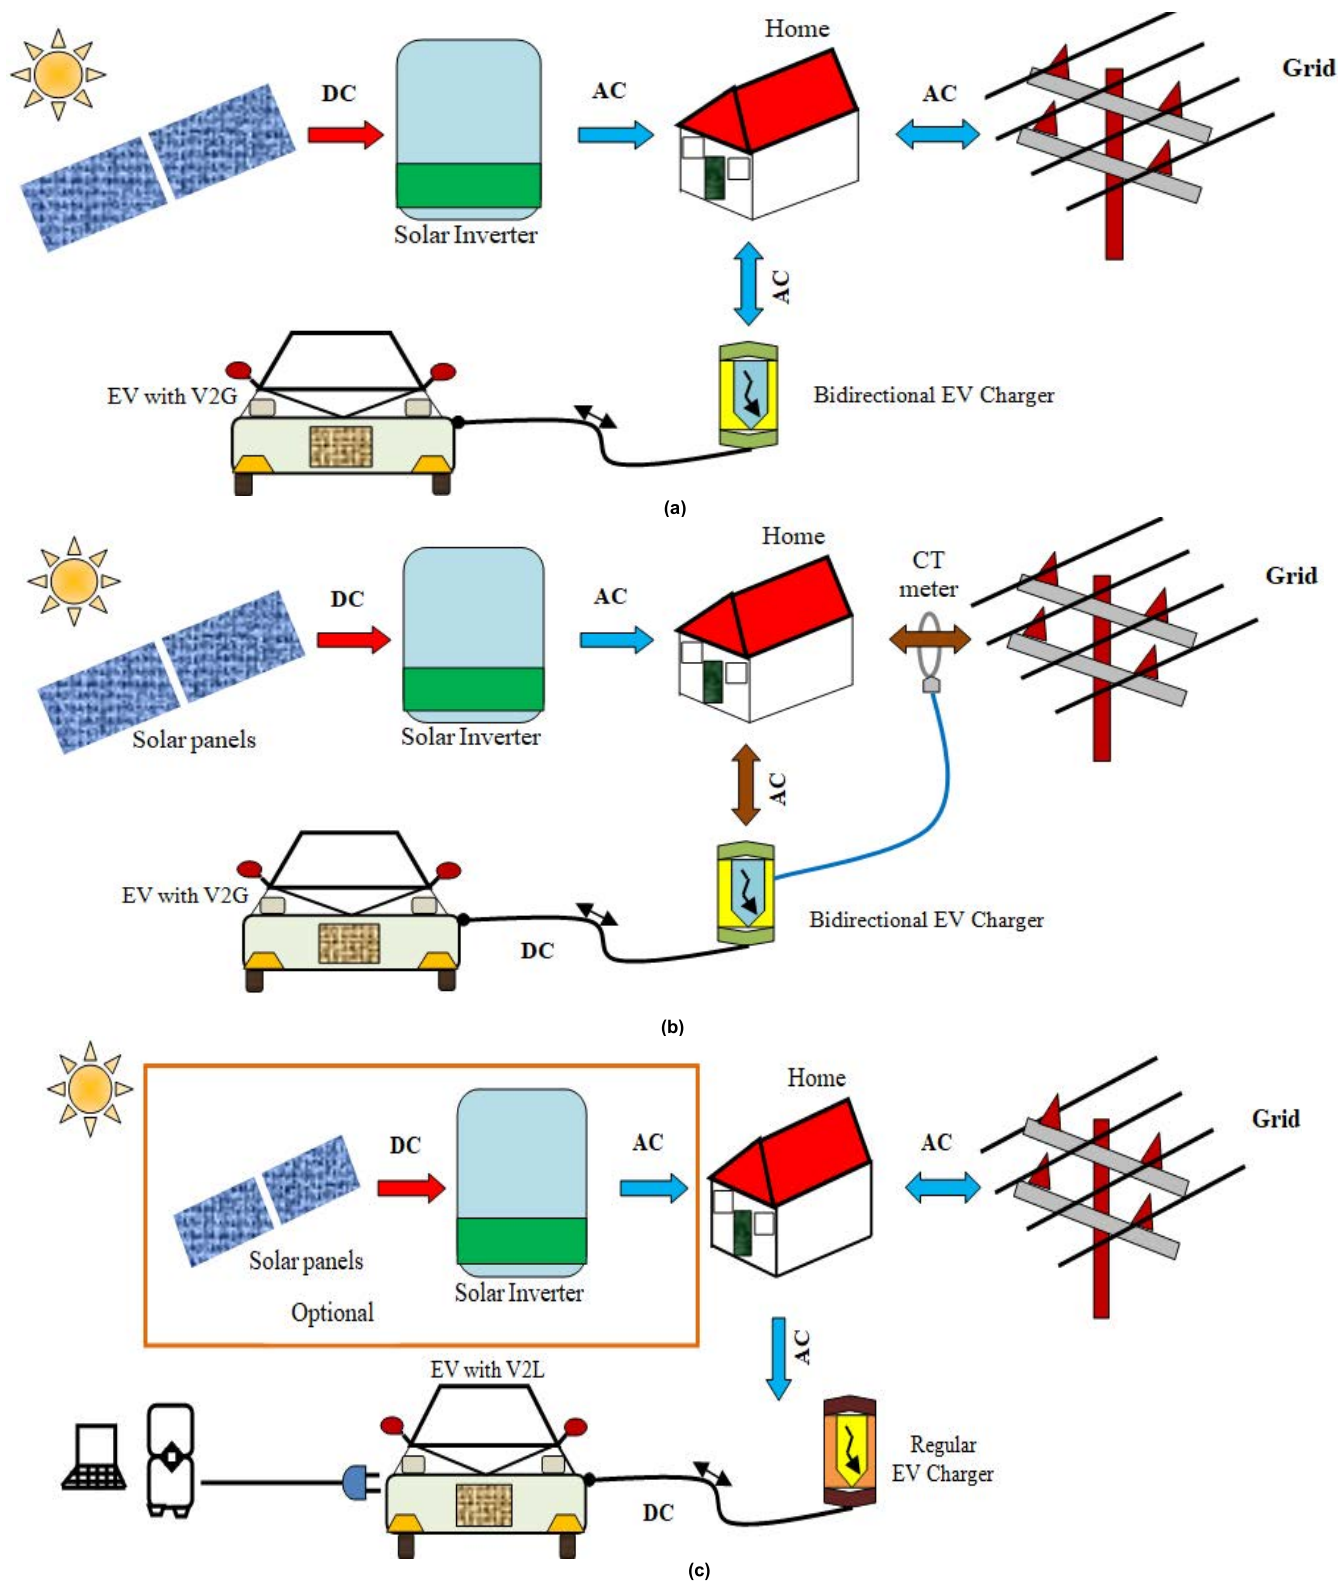 Home
Grid
DC
AC
AC
Solar Inverter
AC
EV with V2G
Bidirectional EV Charger
(a)
Home
CT
meter
Grid
DC
AC
Solar panels
Solar Inverter
AC
EV with V2G
Bidirectional EV Charger
DC
(b)
Home
Grid
DC
AC
AC
Solar panels
Solar Inverter
Optional
AC
EV with V2L
Regular
EV Charger
DC
(c)